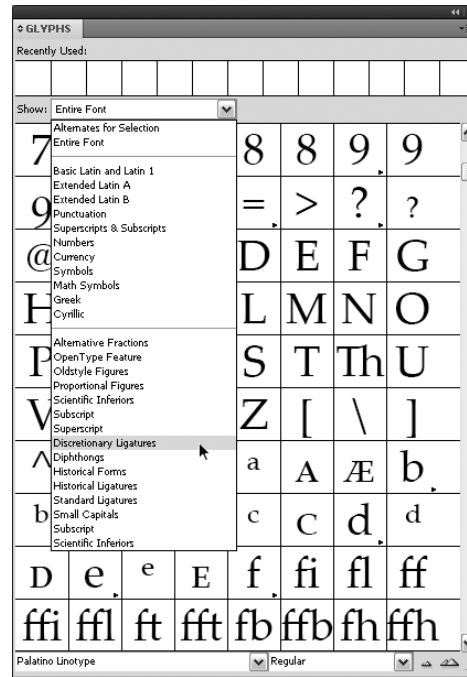 GLYPHS
Recently Used:
Show: Entire Font
Alternates for Selection
Entire Font
Basic Latin and Latin 1
Extended Latin A
Extended Latin B
Punctuation
Superscripts & Subscripts
Numbers
Currency
Symbols
Math Symbols
Greek
Cyrillic
Alternative Fractions
OpenType Feature
Oldstyle Figures
Proportional Figures
Scientific Inferiors
Subscript
Superscript
Discretionary Ligatures
Diphthongs
Historical Forms
Historical Ligatures
Standard Ligatures
Small Capitals
Subscript
Scientific Inferiors
7 8 8 9 9
9 = > ? ?
@ D E F G
H L M N O
P S T Th U
V Z [ \ ]
^ a ᴀ Æ b
b c ᴄ d d
ᴅ e e ᴇ f fi fl ff
ffi ffl ft fft fb ffb fh ffh
Palatino Linotype Regular